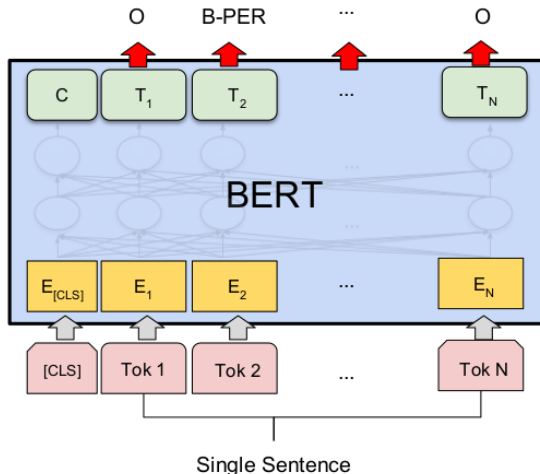 O B-PER ... O
C T1 T2 ... TN
...
BERT
...
E[CLS] E1 E2 ... EN
[CLS] Tok 1 Tok 2 ... Tok N
Single Sentence